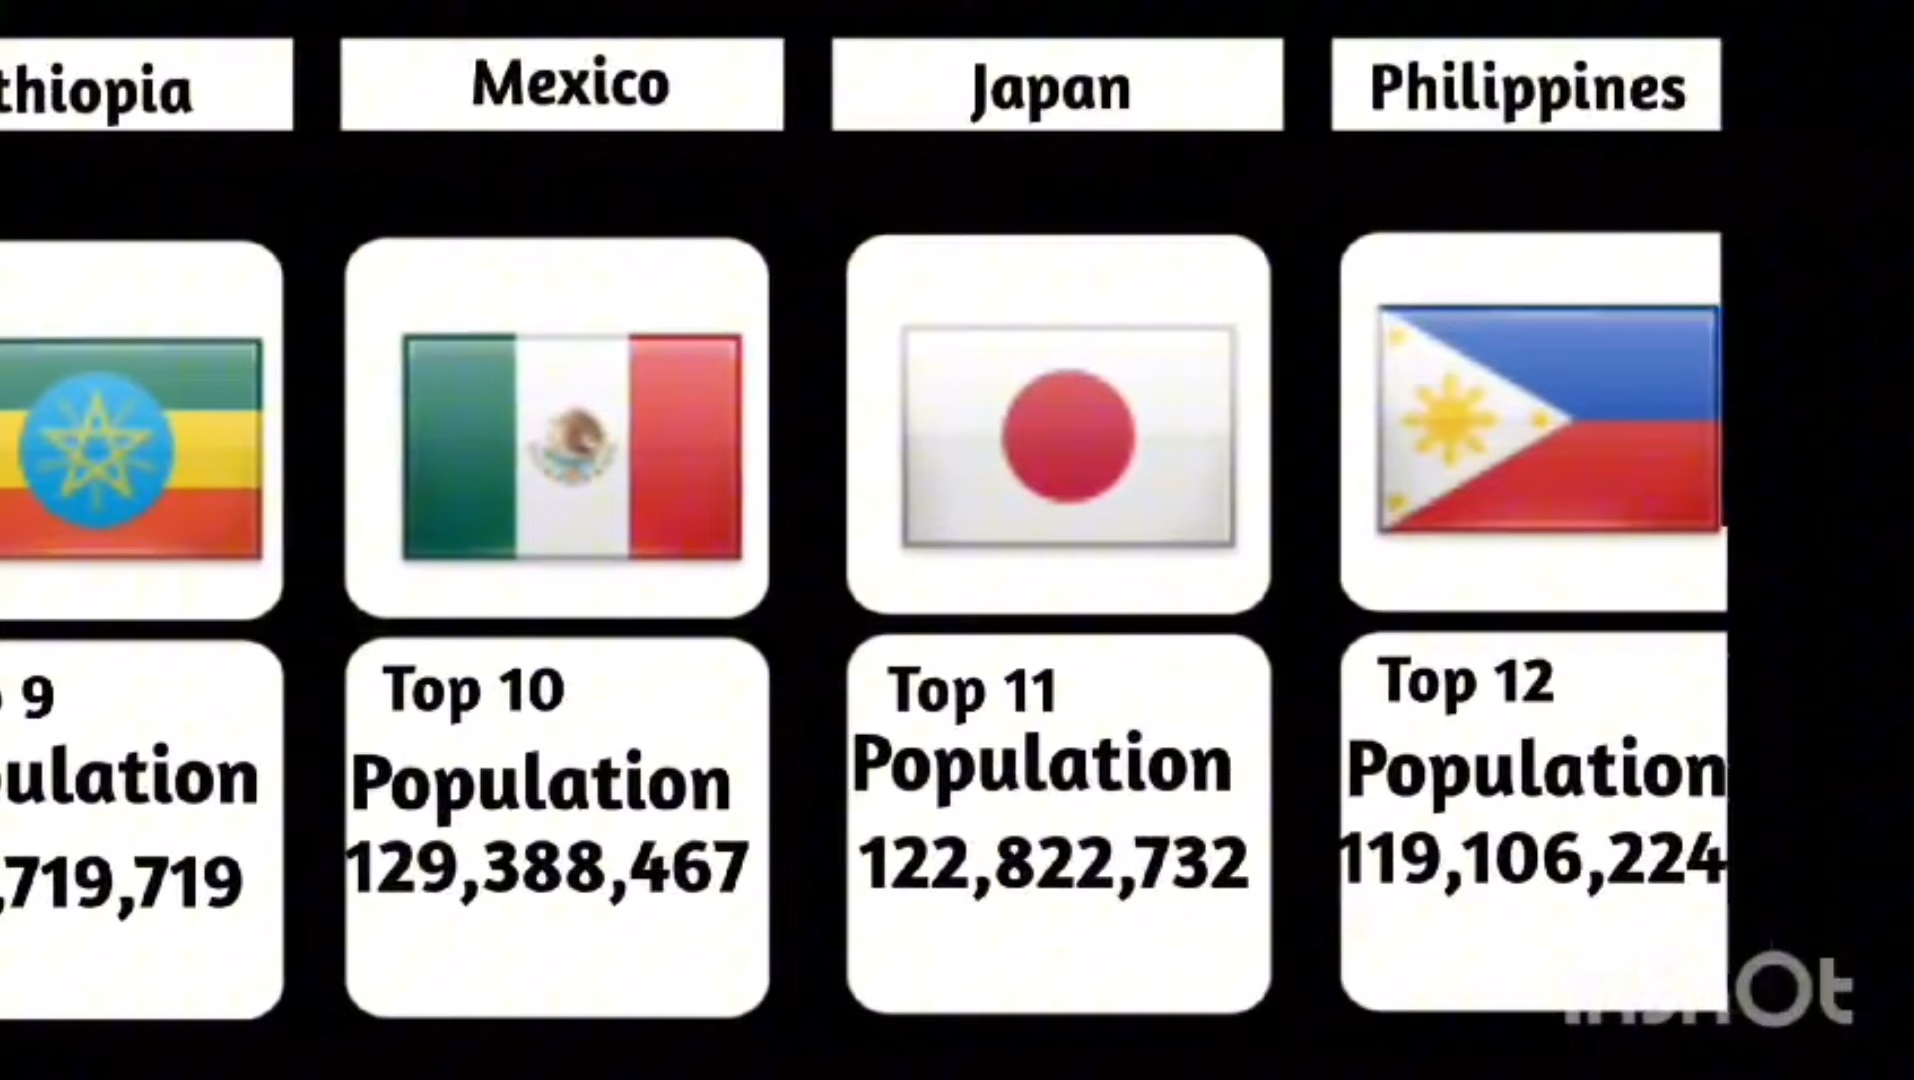 thiopia
Mexico
Japan
Philippines
9
ulation
,719,719
Top 10
Population
129,388,467
Top 11
Population
122,822,732
Top 12
Population
119,106,224
InShOt